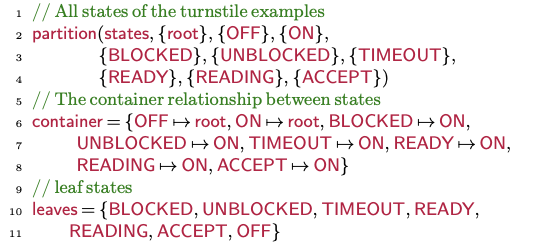 1 // All states of the turnstile examples
2 partition(states, {root}, {OFF}, {ON},
3 {BLOCKED}, {UNBLOCKED}, {TIMEOUT},
4 {READY}, {READING}, {ACCEPT})
5 // The container relationship between states
6 container = {OFF ↦ root, ON ↦ root, BLOCKED ↦ ON,
7 UNBLOCKED ↦ ON, TIMEOUT ↦ ON, READY ↦ ON,
8 READING ↦ ON, ACCEPT ↦ ON}
9 // leaf states
10 leaves = {BLOCKED, UNBLOCKED, TIMEOUT, READY,
11 READING, ACCEPT, OFF}